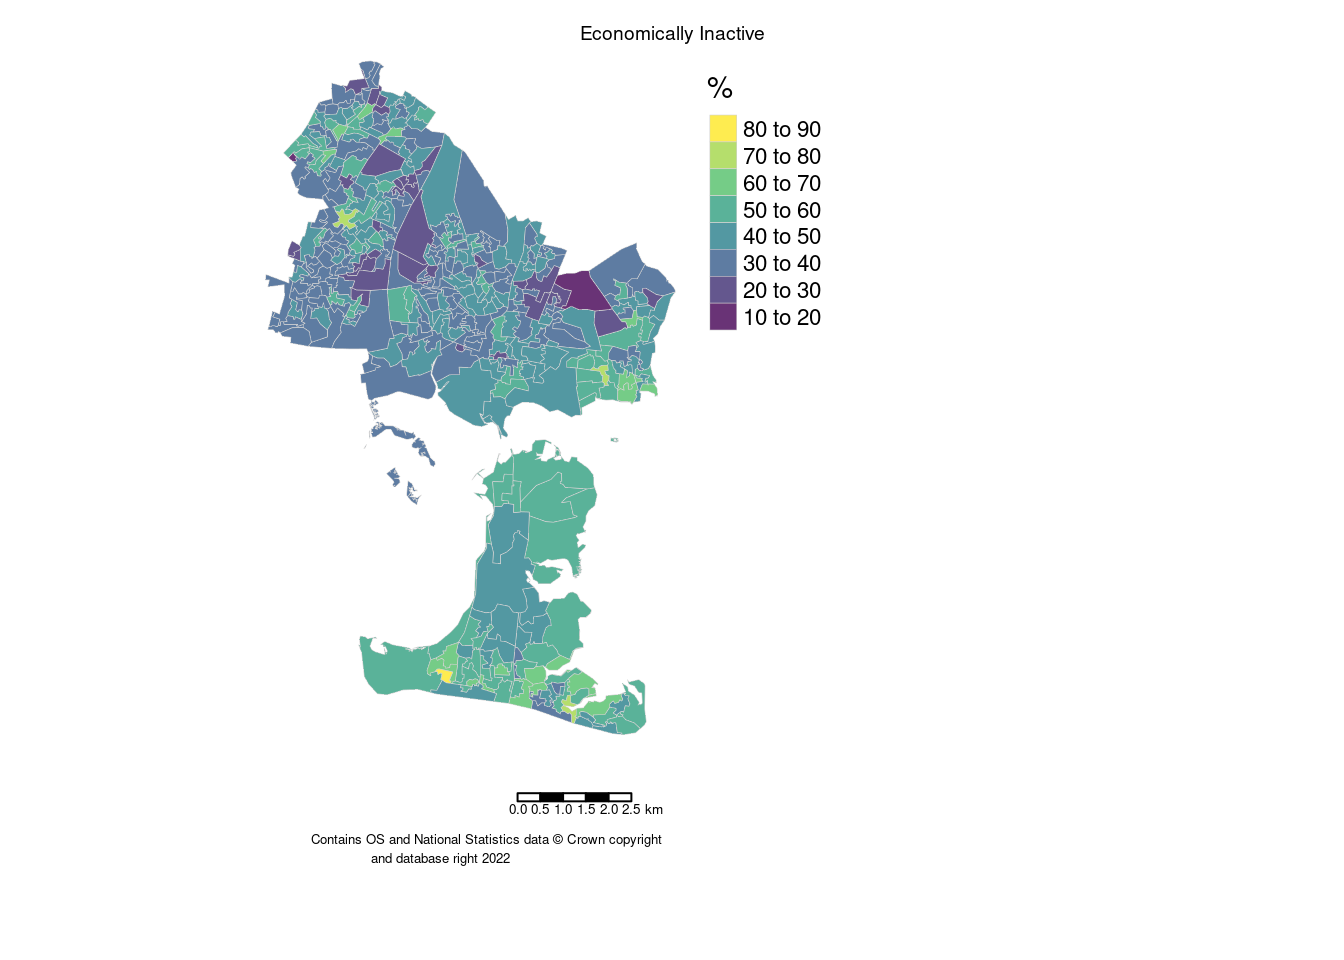 Economically Inactive
%
80 to 90
70 to 80
60 to 70
50 to 60
40 to 50
30 to 40
20 to 30
10 to 20
0.0 0.5 1.0 1.5 2.0 2.5 km
Contains OS and National Statistics data © Crown copyright
and database right 2022